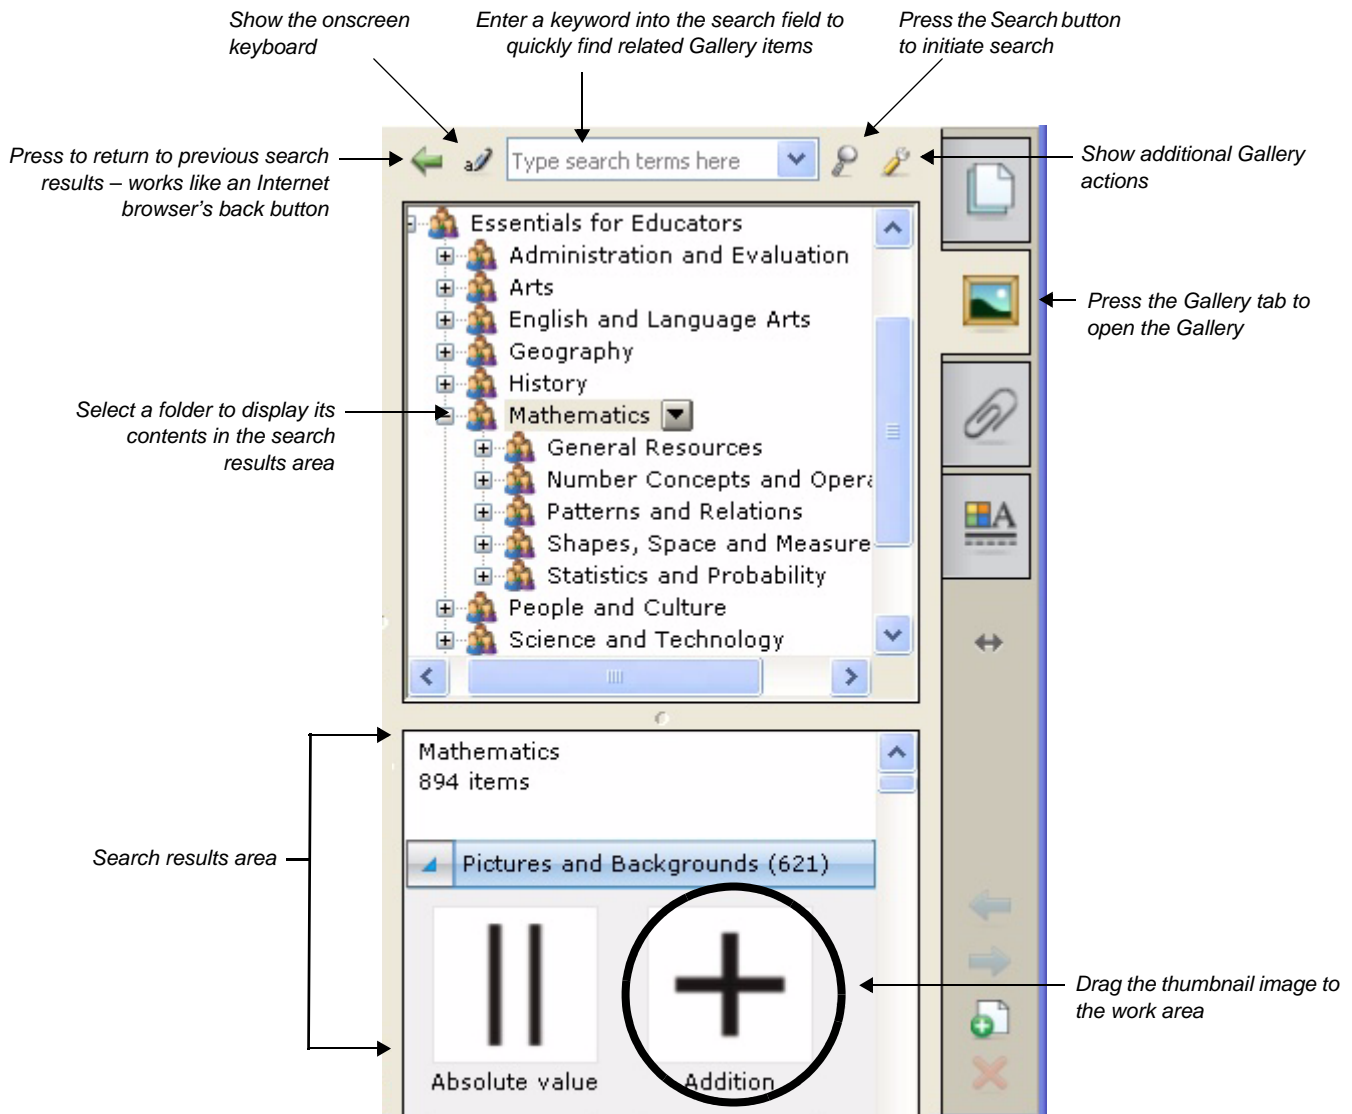 Show the onscreen
keyboard
Enter a keyword into the search field to
quickly find related Gallery items
Press the Search button
to initiate search
Press to return to previous search
results – works like an Internet
browser's back button
a
Type search terms here
Show additional Gallery
actions
Essentials for Educators
Administration and Evaluation
Arts
English and Language Arts
Geography
History
Mathematics
General Resources
Number Concepts and Opera
Patterns and Relations
Shapes, Space and Measure
Statistics and Probability
People and Culture
Science and Technology
Press the Gallery tab to
open the Gallery
Select a folder to display its
contents in the search
results area
A
Mathematics
894 items
Search results area
Pictures and Backgrounds (621)
Absolute value
Addition
Drag the thumbnail image to
the work area